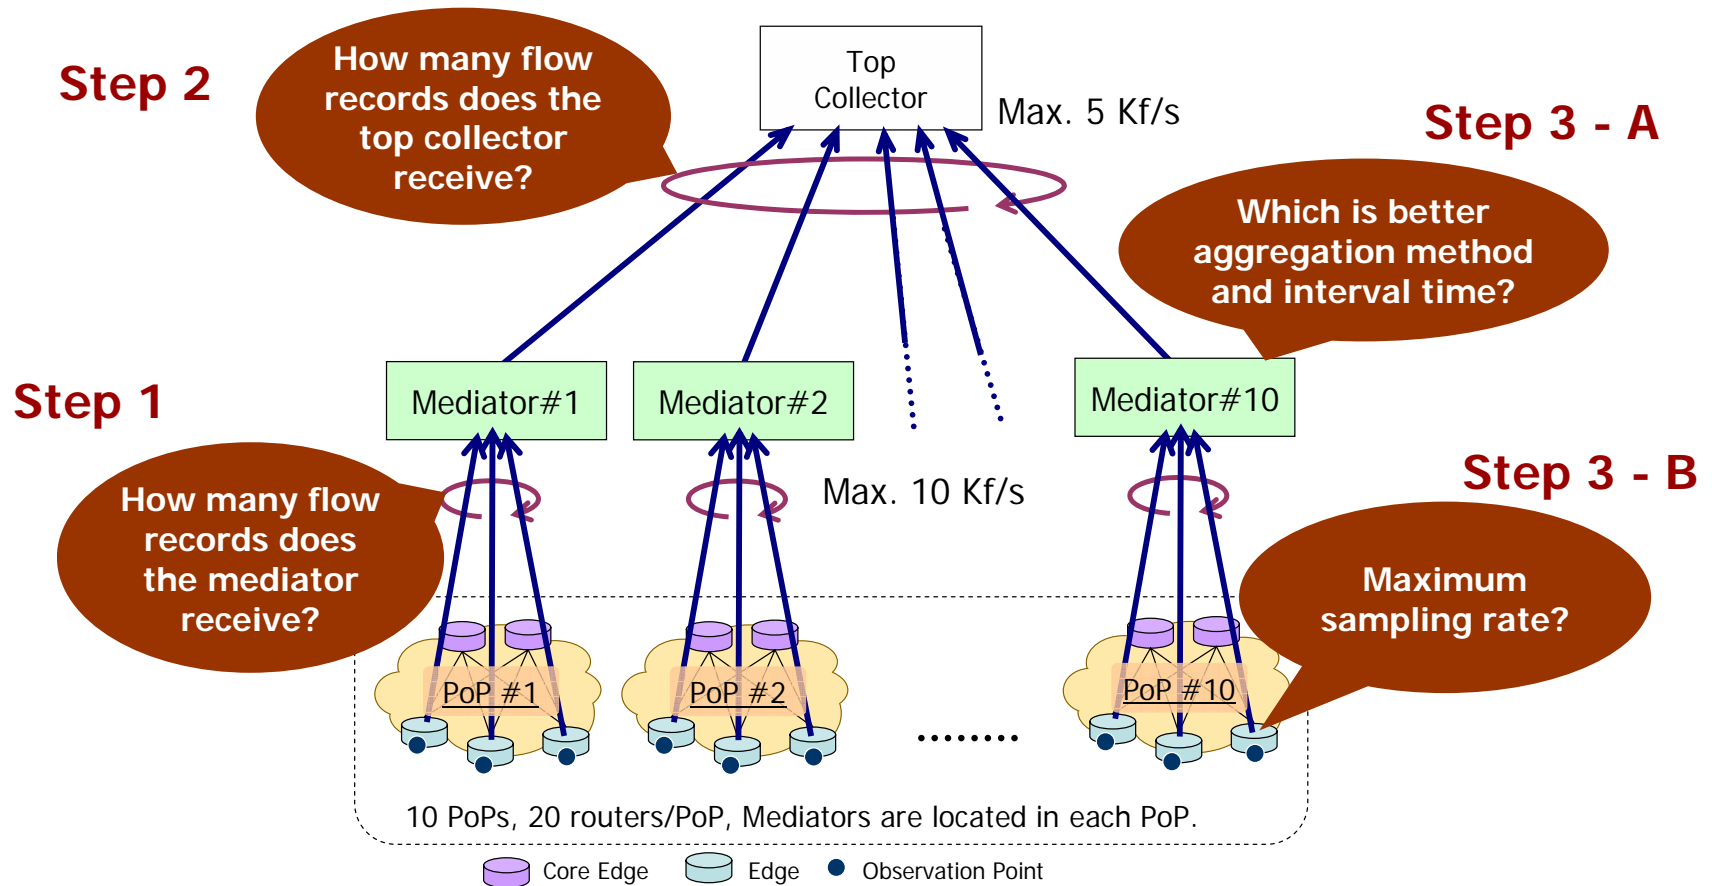 Step 2
How many flow
records does the
top collector
receive?
Top
Collector
Max. 5 Kf/s
Step 3 - A
Which is better
aggregation method
and interval time?
Step 1
Mediator#1
Mediator#2
Mediator#10
How many flow
records does
the mediator
receive?
Max. 10 Kf/s
Step 3 - B
Maximum
sampling rate?
PoP #1
PoP #2
PoP #10
10 PoPs, 20 routers/PoP, Mediators are located in each PoP.
Core Edge
Edge
Observation Point